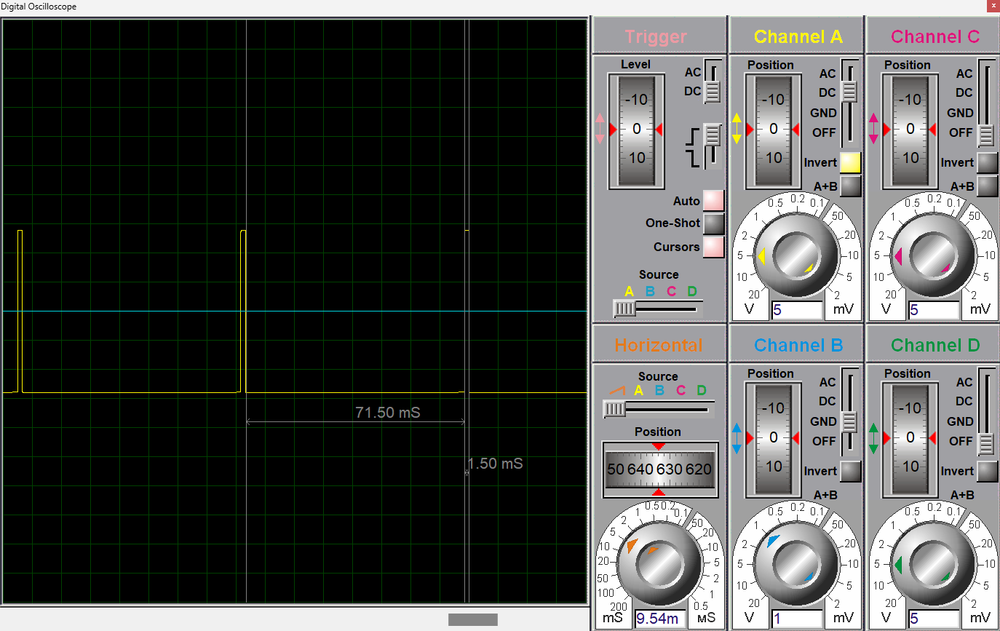 Digital Oscilloscope
x
71.50 mS
1.50 mS
Trigger
Level
AC
DC
-10
0
10
Auto
One-Shot
Cursors
Source
A B C D
Channel A
Position
AC
DC
GND
OFF
-10
0
10
Invert
A+B
20 10 5 2 1 0.5 0.2 0.1 50 20 10 5 2
V
5
mV
Channel C
Position
AC
DC
GND
OFF
-10
0
10
Invert
A+B
20 10 5 2 1 0.5 0.2 0.1 50 20 10 5 2
V
5
mV
Horizontal
Source
A B C D
Position
50 640 630 620
200 100 50 20 10 5 2 1 0.5 0.2 0.1 50 20 10 5 2 1 0.5
mS
9.54m
мS
Channel B
Position
AC
DC
GND
OFF
-10
0
10
Invert
A+B
20 10 5 2 1 0.5 0.2 0.1 50 20 10 5 2
V
1
mV
Channel D
Position
AC
DC
GND
OFF
-10
0
10
Invert
A+B
20 10 5 2 1 0.5 0.2 0.1 50 20 10 5 2
V
5
mV